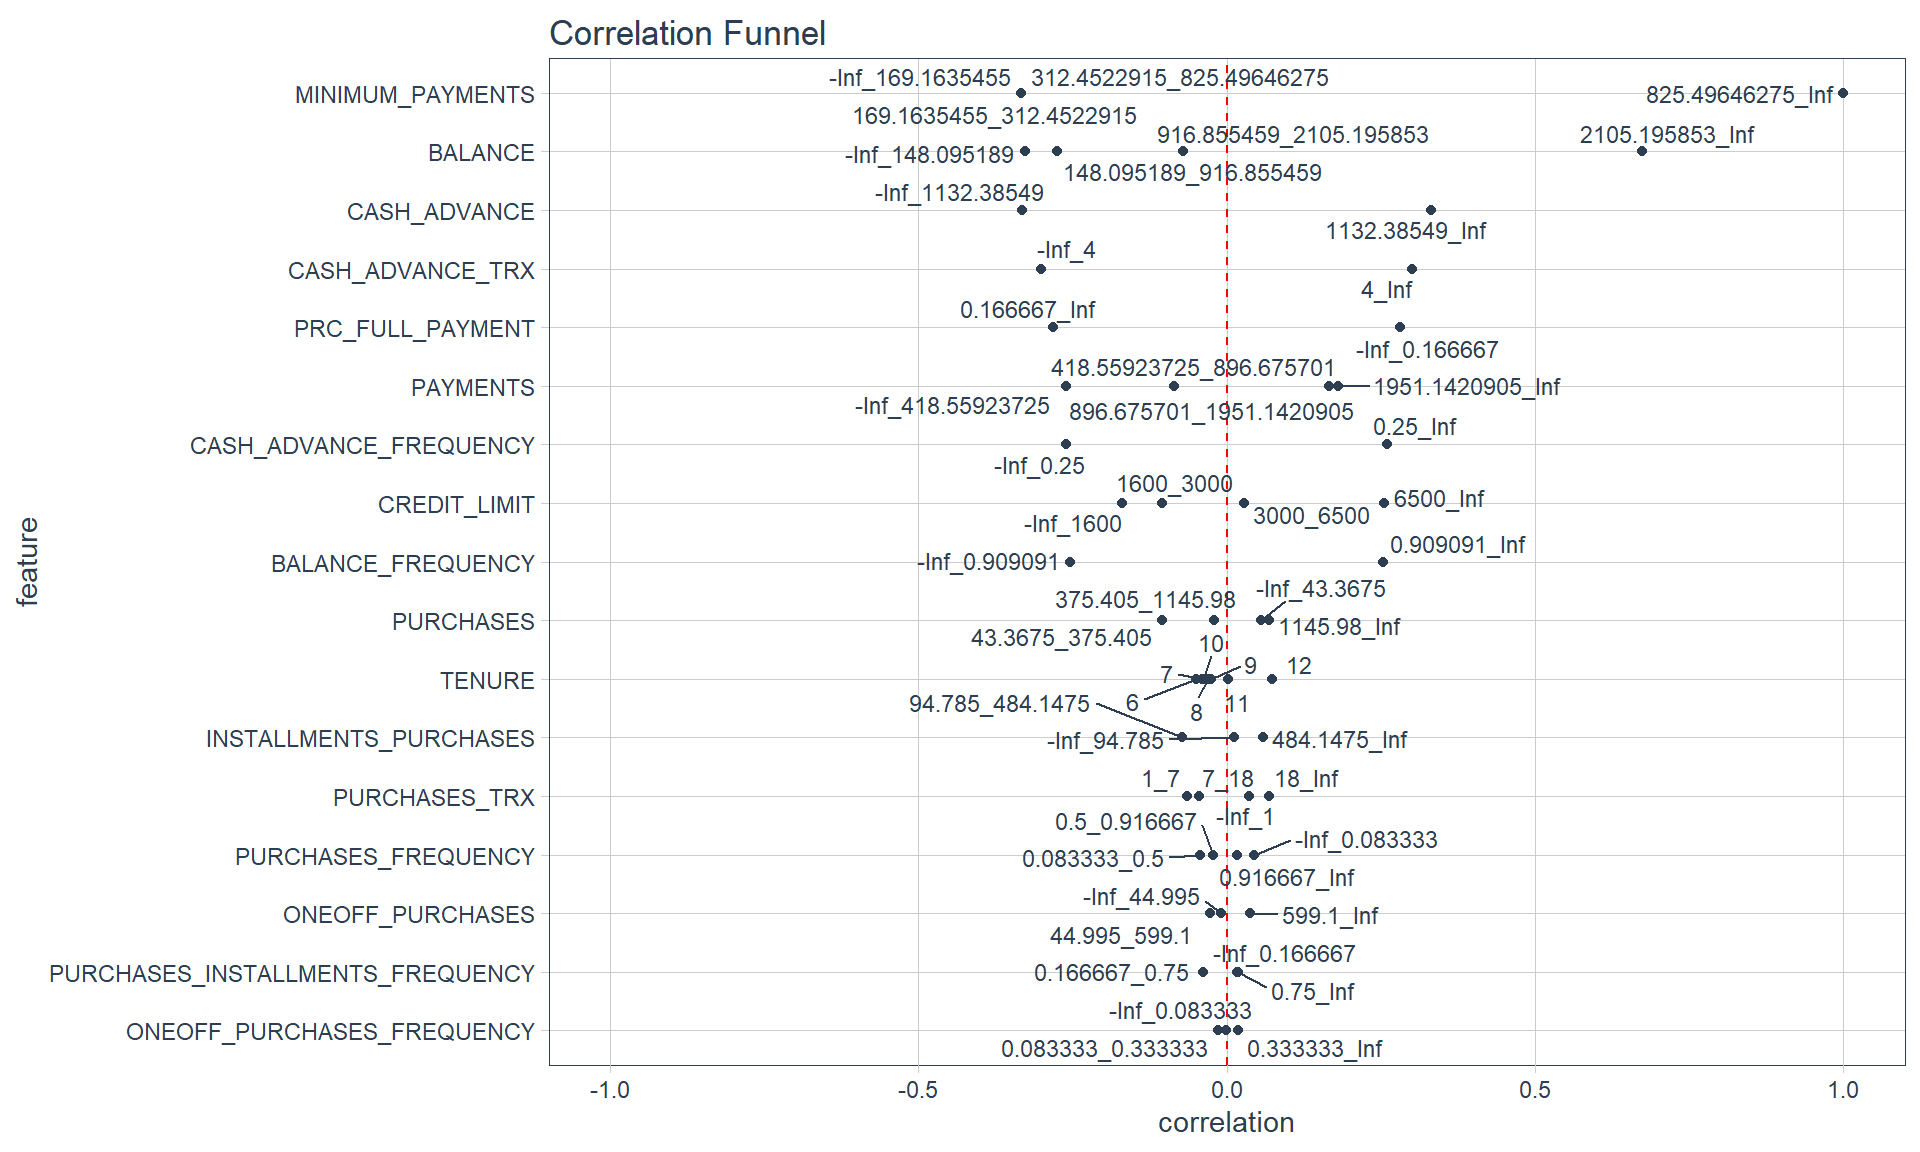 Correlation Funnel
MINIMUM_PAYMENTS
-Inf_169.1635455
312.4522915_825.49646275
825.49646275_Inf
169.1635455_312.4522915
BALANCE
-Inf_148.095189
916.855459_2105.195853
2105.195853_Inf
148.095189_916.855459
CASH_ADVANCE
-Inf_1132.38549
1132.38549_Inf
CASH_ADVANCE_TRX
-Inf_4
4_Inf
PRC_FULL_PAYMENT
0.166667_Inf
-Inf_0.166667
PAYMENTS
418.55923725_896.675701
1951.1420905_Inf
-Inf_418.55923725
896.675701_1951.1420905
CASH_ADVANCE_FREQUENCY
0.25_Inf
-Inf_0.25
CREDIT_LIMIT
1600_3000
6500_Inf
-Inf_1600
3000_6500
BALANCE_FREQUENCY
-Inf_0.909091
0.909091_Inf
PURCHASES
375.405_1145.98
-Inf_43.3675
43.3675_375.405
1145.98_Inf
TENURE
10
7
9
12
6
8
11
INSTALLMENTS_PURCHASES
94.785_484.1475
-Inf_94.785
484.1475_Inf
PURCHASES_TRX
1_7
7_18
18_Inf
-Inf_1
PURCHASES_FREQUENCY
0.5_0.916667
-Inf_0.083333
0.083333_0.5
0.916667_Inf
ONEOFF_PURCHASES
-Inf_44.995
599.1_Inf
44.995_599.1
PURCHASES_INSTALLMENTS_FREQUENCY
-Inf_0.166667
0.166667_0.75
0.75_Inf
ONEOFF_PURCHASES_FREQUENCY
-Inf_0.083333
0.083333_0.333333
0.333333_Inf
-1.0
-0.5
0.0
0.5
1.0
correlation
feature